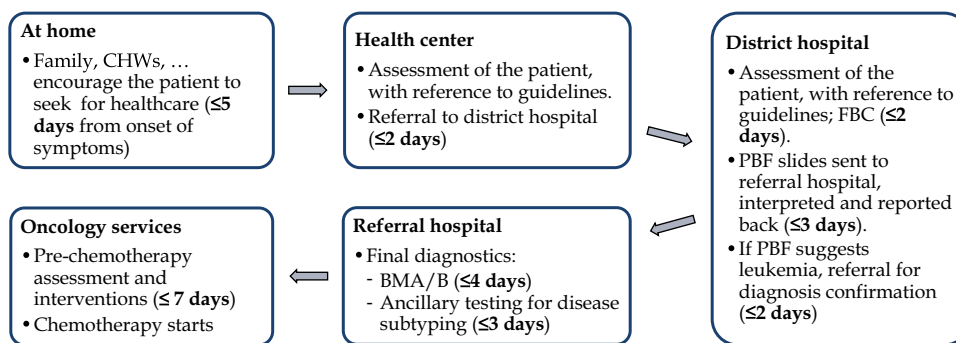 At home
•Family, CHWs, …
encourage the patient to
seek for healthcare (≤5
days from onset of
symptoms)
Health center
•Assessment of the patient,
with reference to guidelines.
•Referral to district hospital
(≤2 days)
District hospital
•Assessment of the
patient, with reference to
guidelines; FBC (≤2
days).
•PBF slides sent to
referral hospital,
interpreted and reported
back (≤3 days).
•If PBF suggests
leukemia, referral for
diagnosis confirmation
(≤2 days)
Referral hospital
•Final diagnostics:
- BMA/B (≤4 days)
- Ancillary testing for disease
subtyping (≤3 days)
Oncology services
•Pre-chemotherapy
assessment and
interventions (≤ 7 days)
•Chemotherapy starts